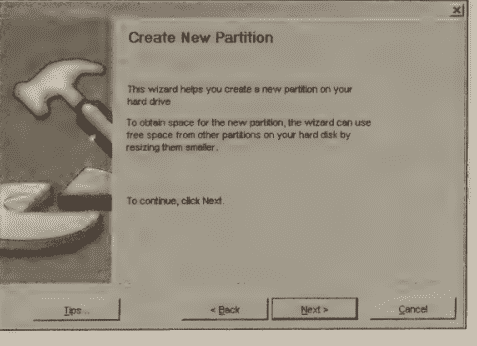 Create New Partition
This wizard helps you create a new partition on your
hard drive
To obtain space for the new partition, the wizard can use
free space from other partitions on your hard disk by
resizing them smaller.
To continue, click Next.
Tips...
< Back
Next >
Cancel